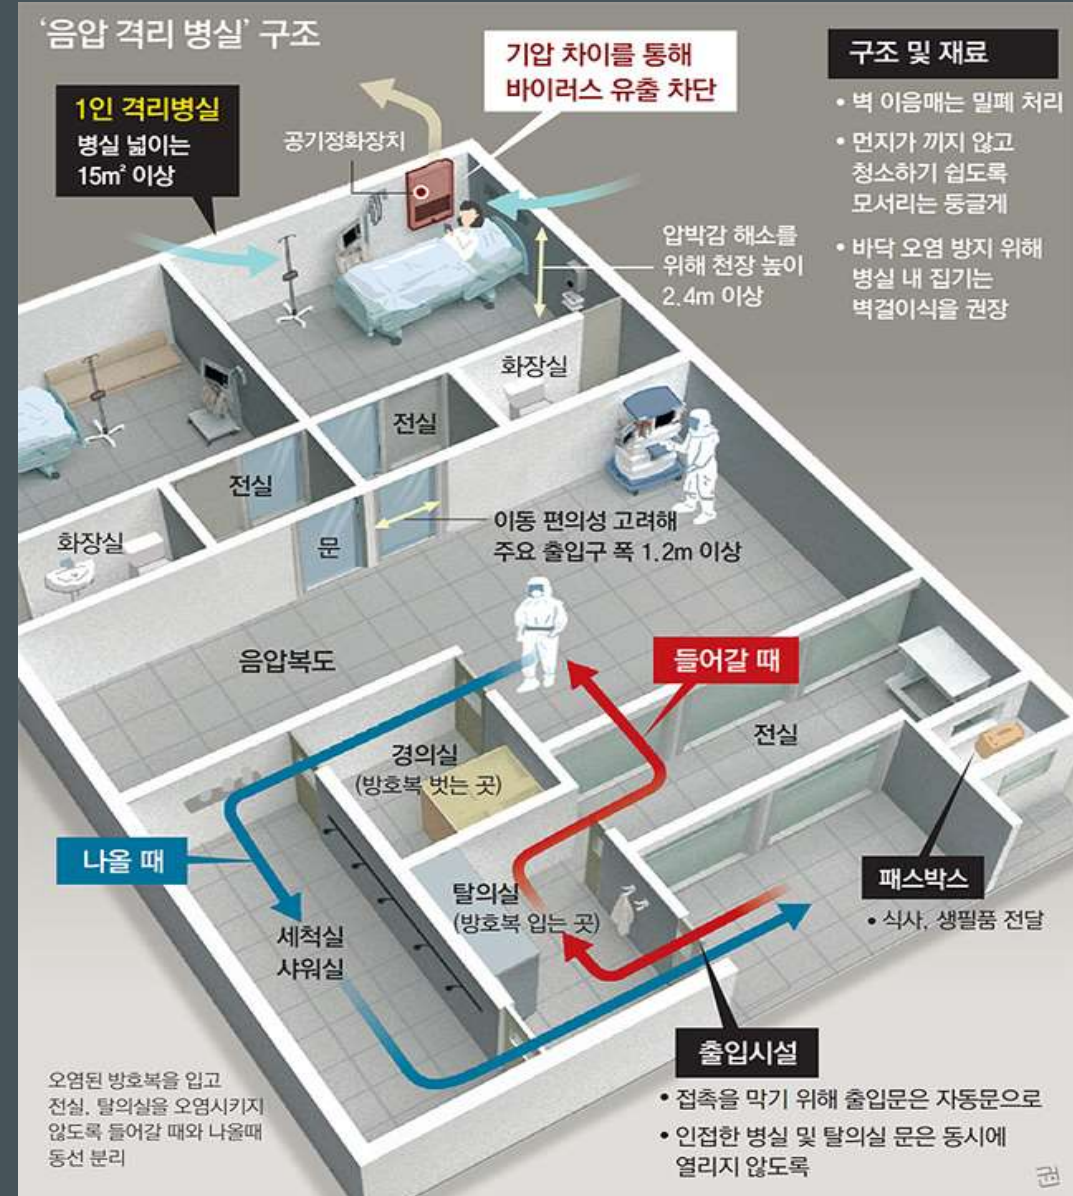 '음압 격리 병실' 구조
기압 차이를 통해
바이러스 유출 차단
구조 및 재료
• 벽 이음매는 밀폐 처리
• 먼지가 끼지 않고
청소하기 쉽도록
모서리는 둥글게
• 바닥 오염 방지 위해
병실 내 집기는
벽걸이식을 권장
1인 격리병실
병실 넓이는
15㎡ 이상
공기정화장치
압박감 해소를
위해 천장 높이
2.4m 이상
화장실
전실
전실
화장실
문
이동 편의성 고려해
주요 출입구 폭 1.2m 이상
음압복도
들어갈 때
전실
경의실
(방호복 벗는 곳)
나올 때
탈의실
(방호복 입는 곳)
패스박스
• 식사, 생필품 전달
세척실
샤워실
출입시설
• 접촉을 막기 위해 출입문은 자동문으로
• 인접한 병실 및 탈의실 문은 동시에
열리지 않도록
오염된 방호복을 입고
전실, 탈의실을 오염시키지
않도록 들어갈 때와 나올때
동선 분리